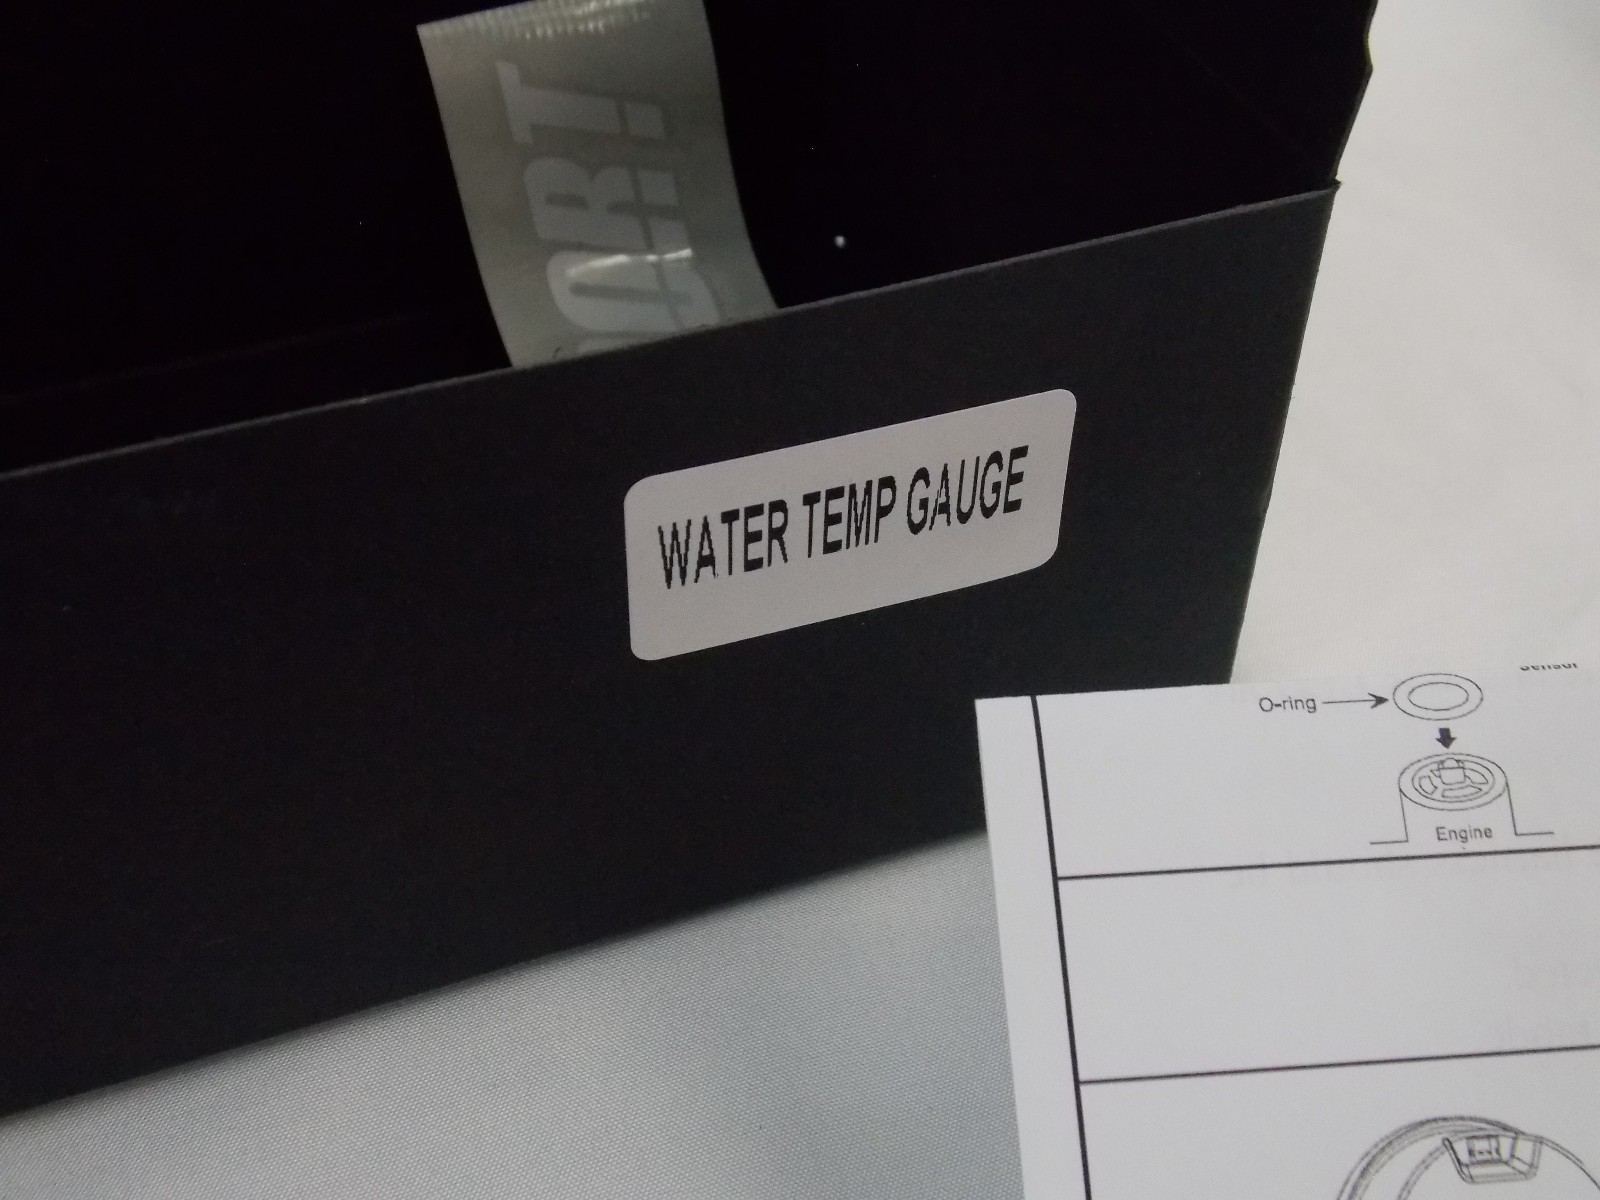 WATER TEMP GAUGE
O-ring
Engine